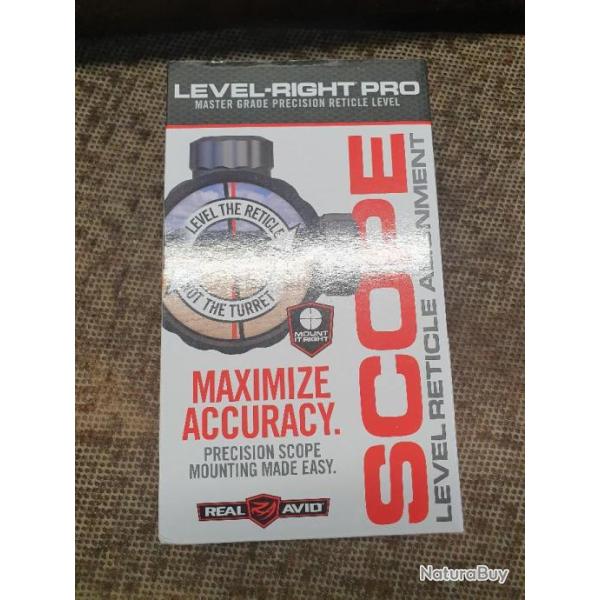 LEVEL-RIGHT PRO
MASTER GRADE PRECISION RETICLE LEVEL
LEVEL THE RETICLE
NOT THE TURRET
MOUNT
IT RIGHT
SCOPE
LEVEL RETICLE ALIGNMENT
MAXIMIZE
ACCURACY.
PRECISION SCOPE
MOUNTING MADE EASY.
REAL AVID
NaturaBuy